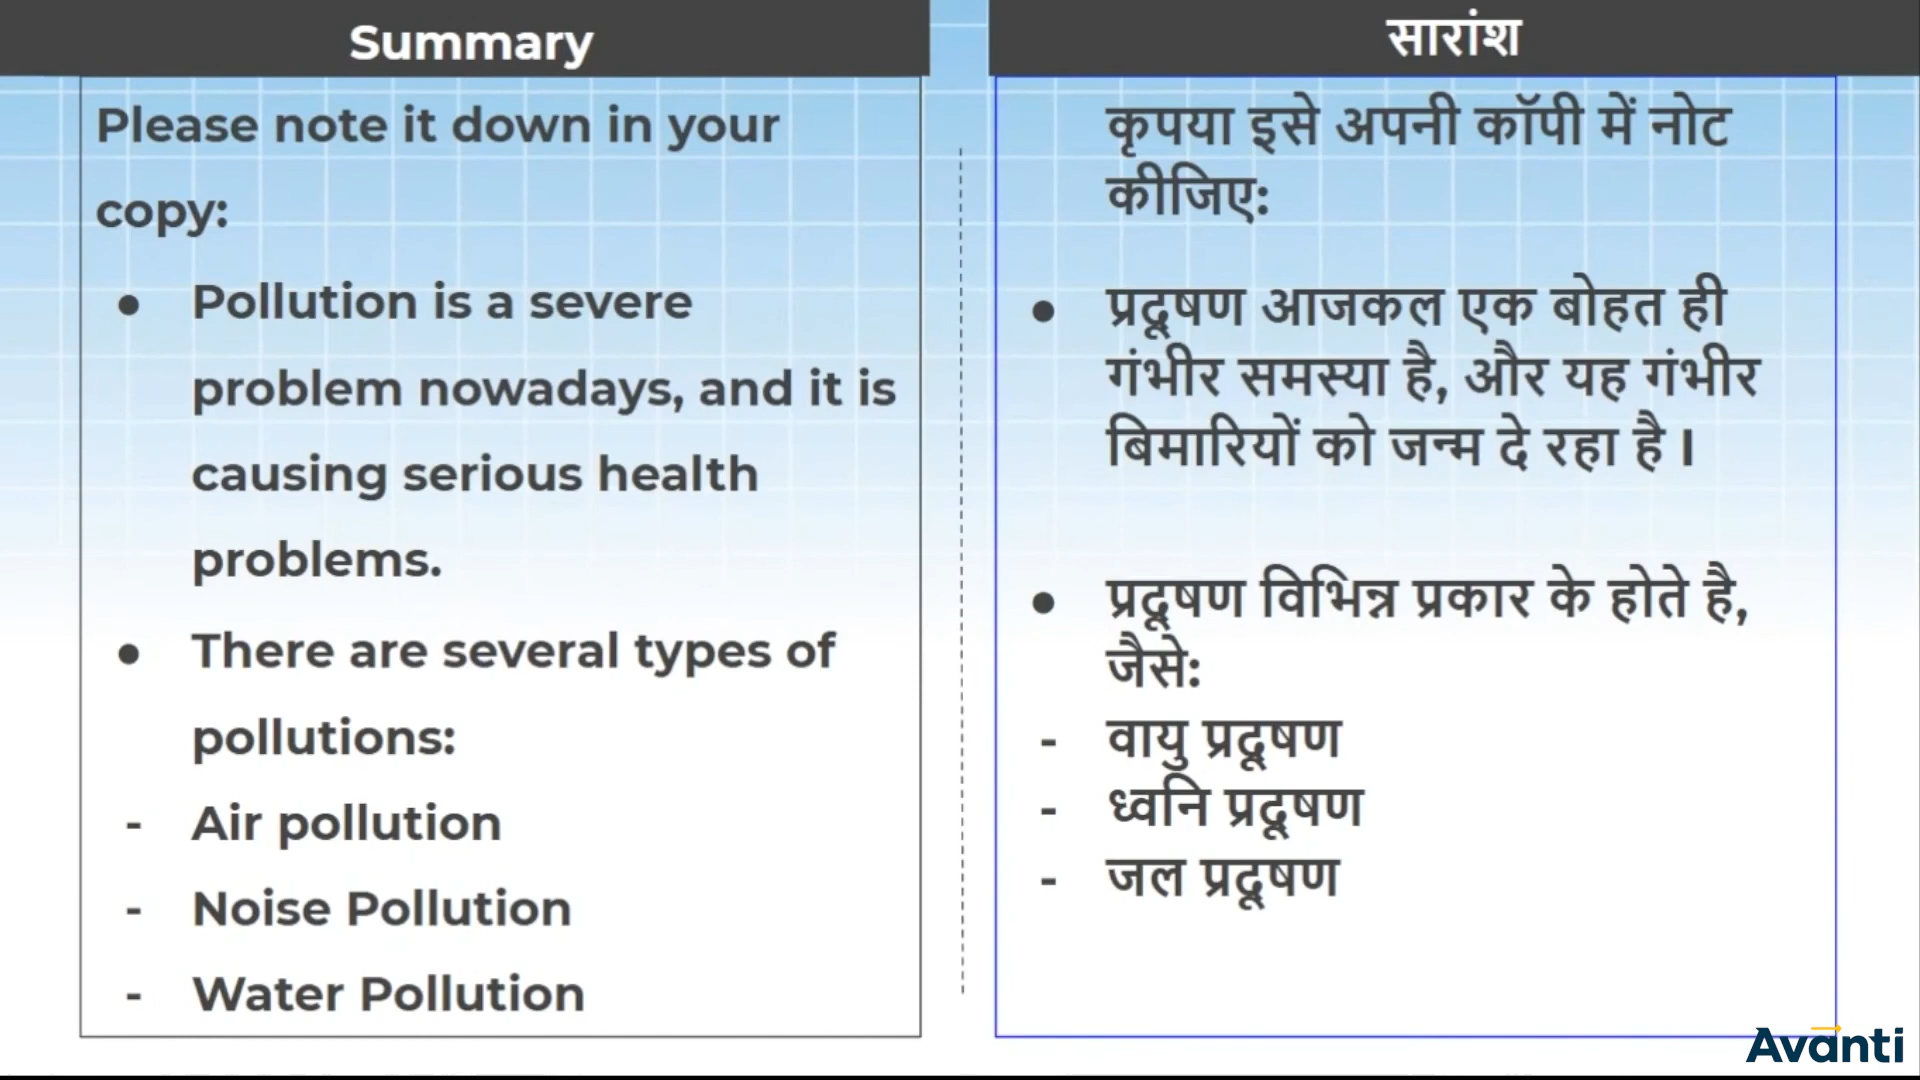 Summary
Please note it down in your
copy:
● Pollution is a severe
problem nowadays, and it is
causing serious health
problems.
● There are several types of
pollutions:
- Air pollution
- Noise Pollution
- Water Pollution
सारांश
कृपया इसे अपनी कॉपी में नोट
कीजिए:
● प्रदूषण आजकल एक बोहत ही
गंभीर समस्या है, और यह गंभीर
बिमारियों को जन्म दे रहा है ।
● प्रदूषण विभिन्न प्रकार के होते है,
जैसे:
- वायु प्रदूषण
- ध्वनि प्रदूषण
- जल प्रदूषण
Avanti